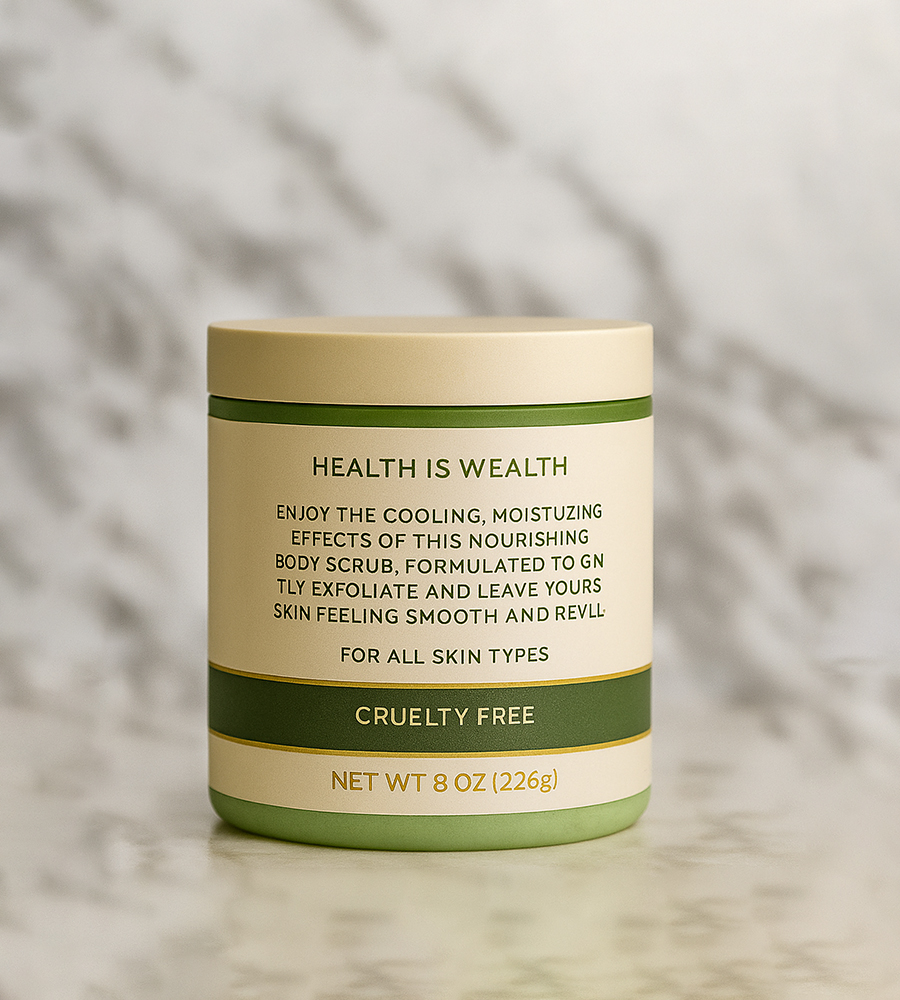 HEALTH IS WEALTH
ENJOY THE COOLING, MOISTUZING
EFFECTS OF THIS NOURISHING
BODY SCRUB, FORMULATED TO GN
TLY EXFOLIATE AND LEAVE YOURS
SKIN FEELING SMOOTH AND REVLL
FOR ALL SKIN TYPES
CRUELTY FREE
NET WT 8 OZ (226g)